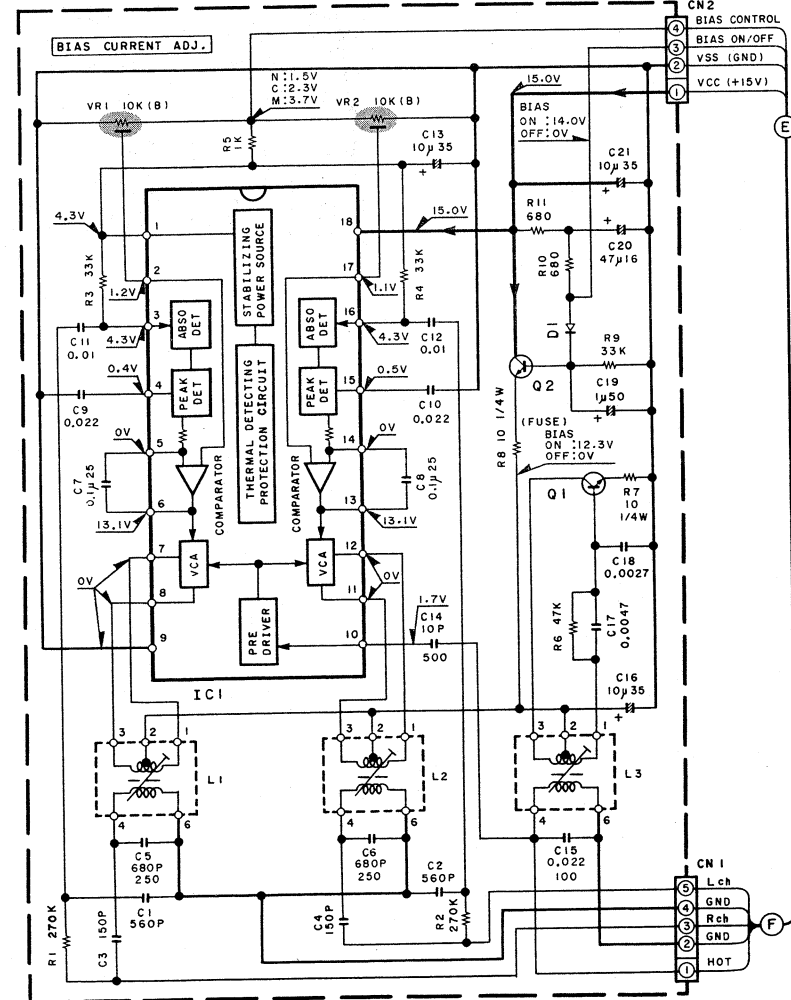 CN2
BIAS CONTROL
4
BIAS CURRENT ADJ.
BIAS ON/OFF
3
VSS (GND)
2
N:1.5V
C:2.3V
M:3.7V
15.0V
VCC (+15V)
1
VR1 10K(B)
VR2 10K(B)
BIAS
ON :14.0V
OFF:0V
E
R5
1K
C13
10µ35
+
C21
10µ35
+
15.0V
4.3V
1
18
R11
680
C20
47µ16
+
R3 33K
2
1.2V
STABILIZING
POWER SOURCE
17
1.1V
R4 33K
R10
680
C11
0.01
3
4.3V
ABSO
DET
ABSO
DET
16
4.3V
C12
0.01
D1
R9
33K
0.4V
4
C9
0.022
PEAK
DET
PEAK
DET
15
0.5V
C10
0.022
Q2
C19
1µ50
+
THERMAL DETECTING
PROTECTION CIRCUIT
R8 10 1/4W
(FUSE)
BIAS
ON :12.3V
OFF:0V
0V
5
14
0V
C7
0.1µ25
COMPARATOR
COMPARATOR
C8
0.1µ25
Q1
R7
10
1/4W
6
13.1V
13
13.1V
7
VCA
VCA
12
C18
0.0027
0V
8
11
0V
1.7V
C14
10P
500
R6 47K
C17
0.0047
9
PRE
DRIVER
10
IC1
C16
10µ35
+
3 2 1
3 2 1
3 2 1
L1
L2
L3
4 6
4 6
4 6
C5
680P
250
C6
680P
250
C15
0.022
100
CN1
C2
560P
5
Lch
R1 270K
C1
560P
C3 150P
C4
150P
R2
270K
4
GND
3
Rch
F
2
GND
1
HOT